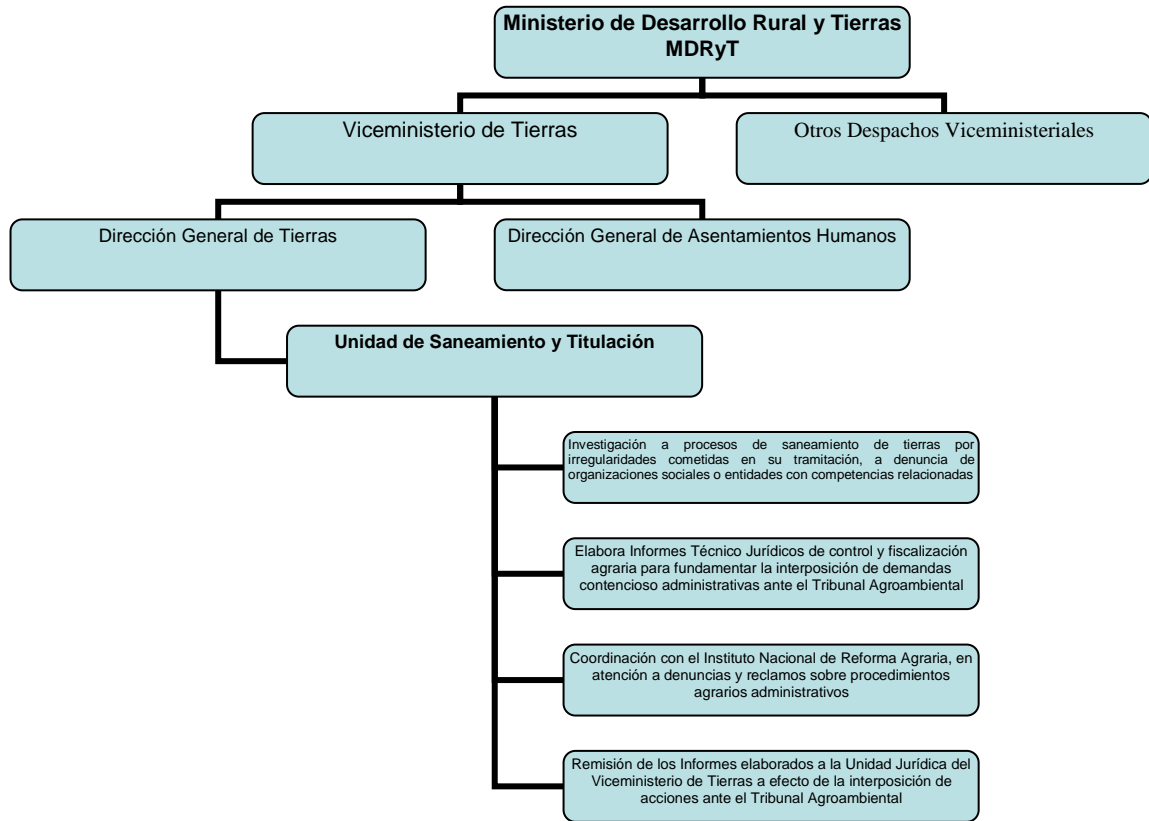 Ministerio de Desarrollo Rural y Tierras
MDRyT
Viceministerio de Tierras
Otros Despachos Viceministeriales
Dirección General de Tierras
Dirección General de Asentamientos Humanos
Unidad de Saneamiento y Titulación
Investigación a procesos de saneamiento de tierras por
irregularidades cometidas en su tramitación, a denuncia de
organizaciones sociales o entidades con competencias relacionadas
Elabora Informes Técnico Jurídicos de control y fiscalización
agraria para fundamentar la interposición de demandas
contencioso administrativas ante el Tribunal Agroambiental
Coordinación con el Instituto Nacional de Reforma Agraria, en
atención a denuncias y reclamos sobre procedimientos
agrarios administrativos
Remisión de los Informes elaborados a la Unidad Jurídica del
Viceministerio de Tierras a efecto de la interposición de
acciones ante el Tribunal Agroambiental